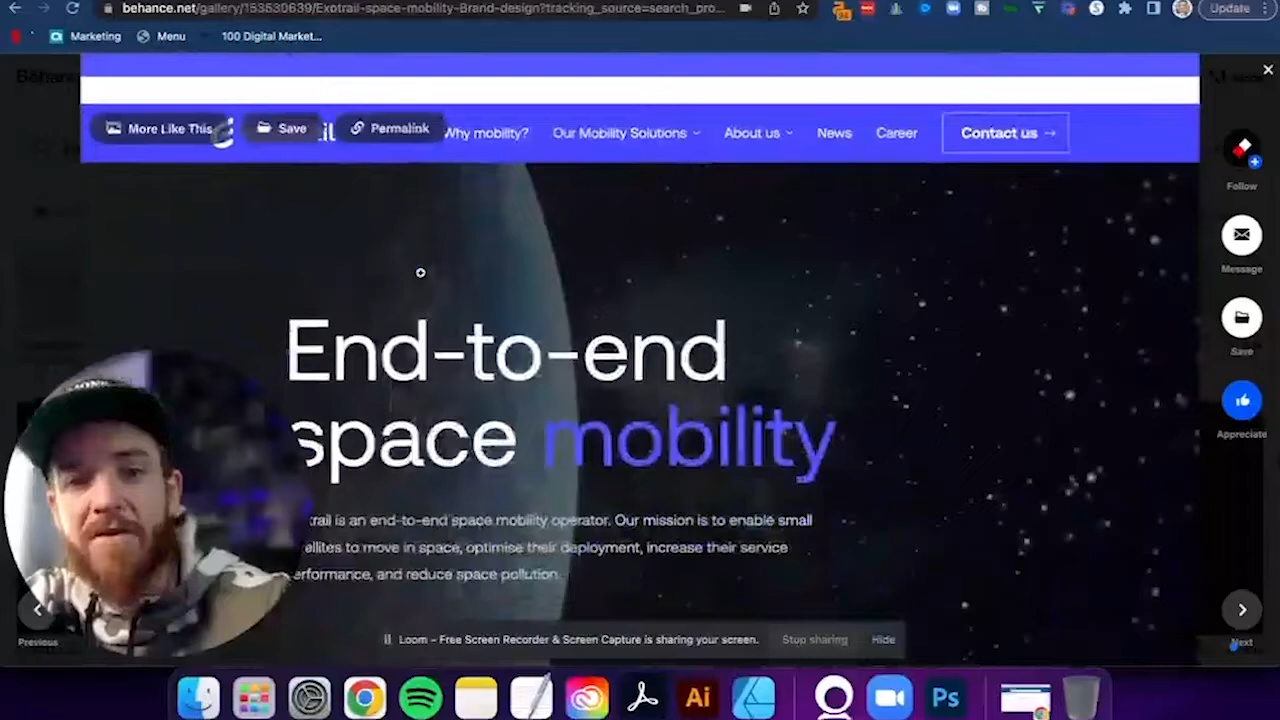 behance.net/gallery/153530639/Exotrail-space-mobility-Brand-design?tracking_source=search_pro...
Update
Marketing
Menu
100 Digital Market...
More Like This
Save
Permalink
Why mobility?
Our Mobility Solutions
About us
News
Career
Contact us →
Follow
Message
Save
Appreciate
End-to-end
space mobility
trail is an end-to-end space mobility operator. Our mission is to enable small
ellites to move in space, optimise their deployment, increase their service
erformance, and reduce space pollution.
Previous
Next
Loom – Free Screen Recorder & Screen Capture is sharing your screen.
Stop sharing
Hide
Ai
Ps